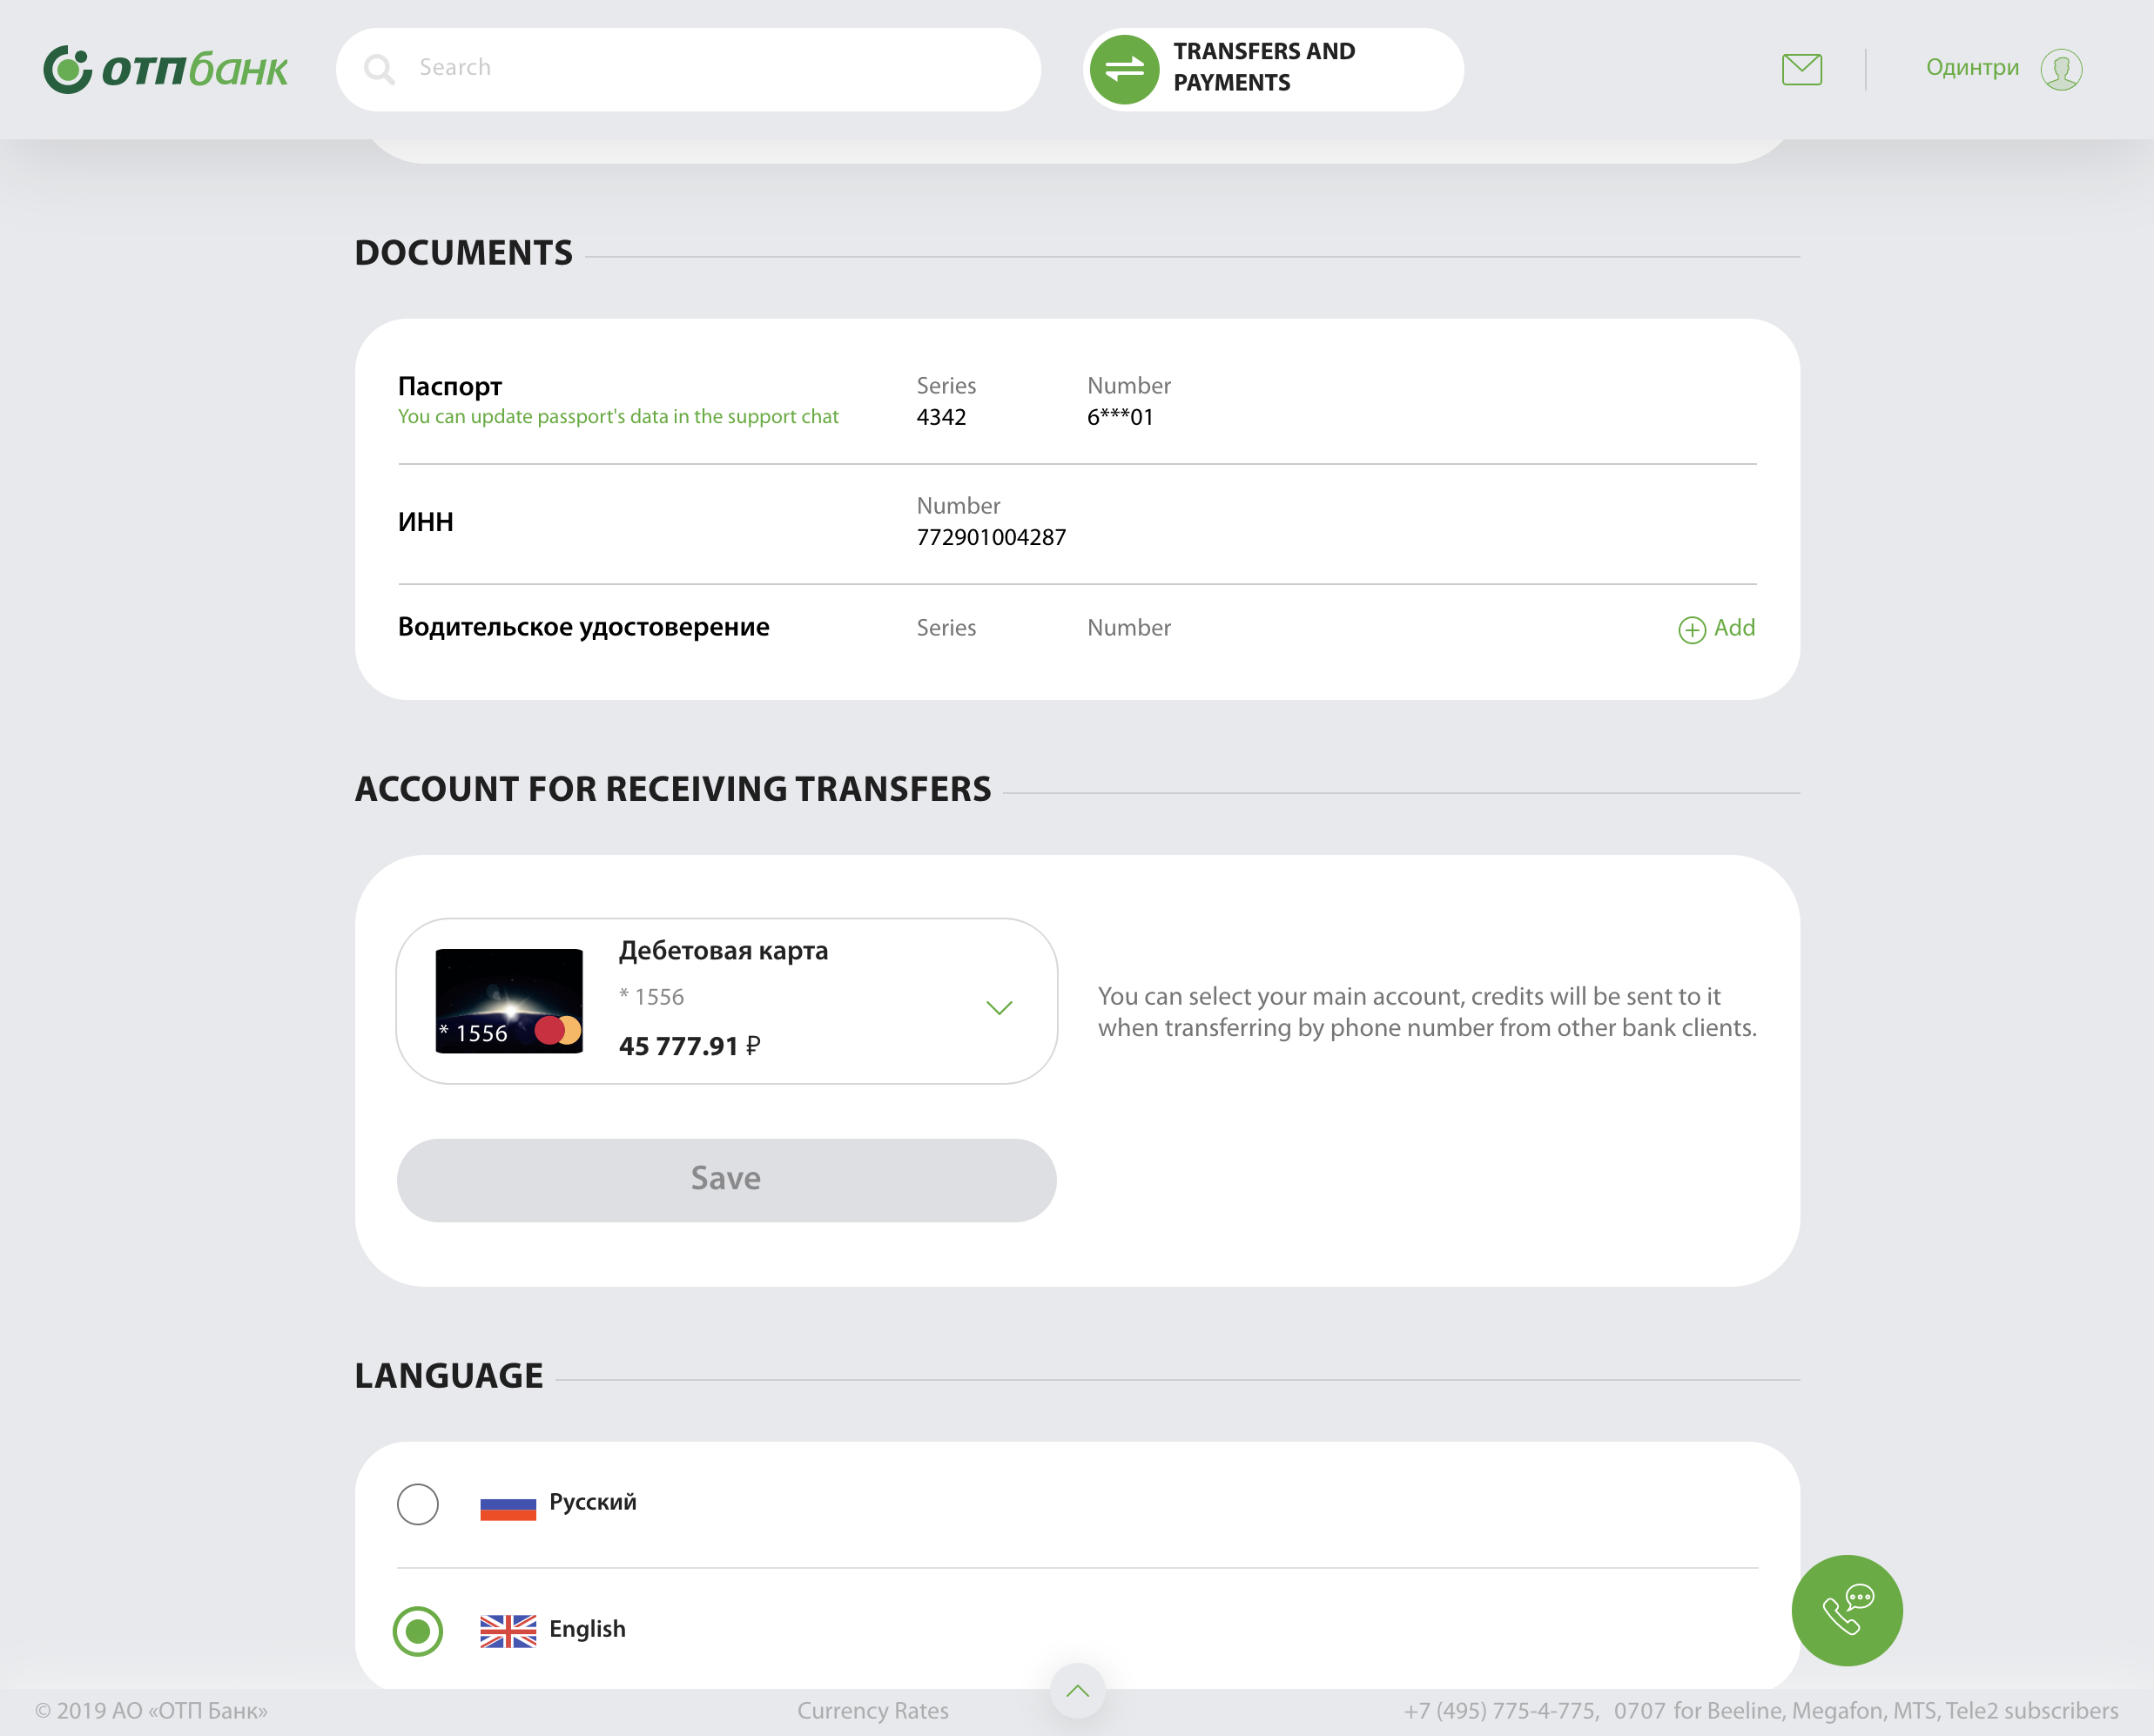 ОТПбанк
Search
TRANSFERS AND
PAYMENTS
Одинтри
DOCUMENTS
Паспорт
You can update passport's data in the support chat
Series
4342
Number
6***01
ИНН
Number
772901004287
Водительское удостоверение
Series
Number
Add
ACCOUNT FOR RECEIVING TRANSFERS
* 1556
Дебетовая карта
* 1556
45 777.91 ₽
You can select your main account, credits will be sent to it
when transferring by phone number from other bank clients.
Save
LANGUAGE
Русский
English
© 2019 АО «ОТП Банк»
Currency Rates
+7 (495) 775-4-775, 0707 for Beeline, Megafon, MTS, Tele2 subscribers